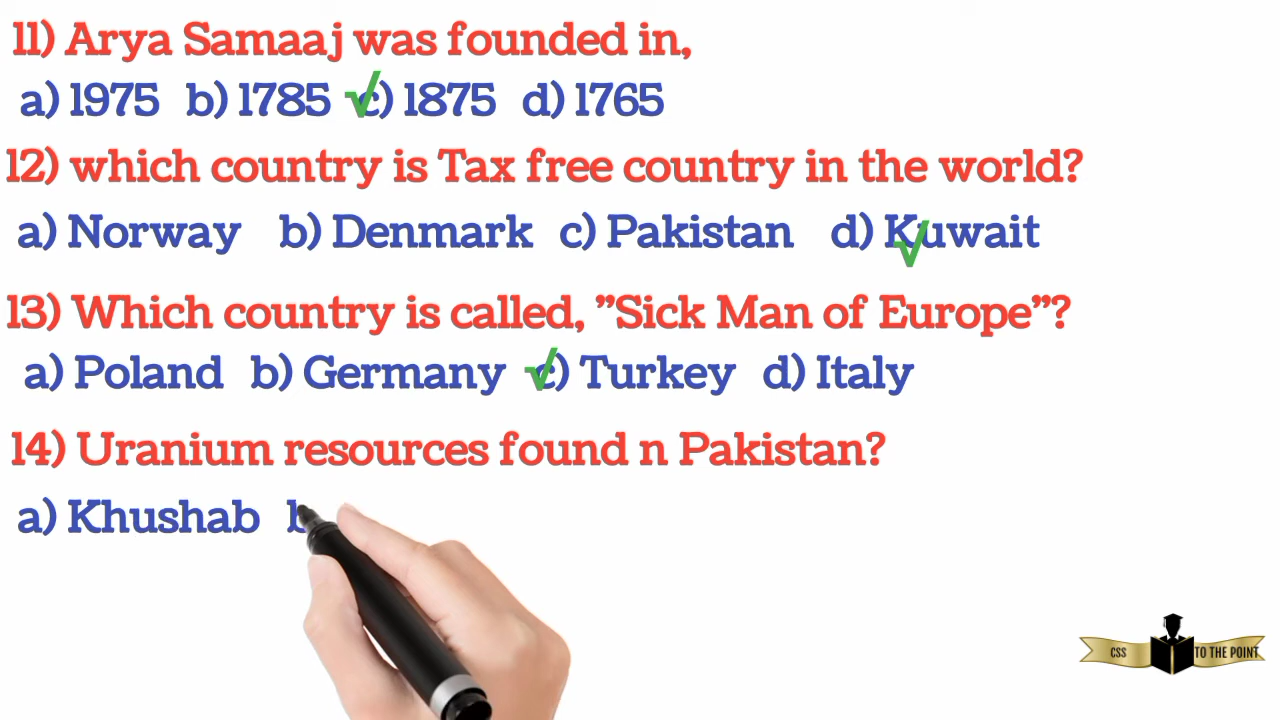 11) Arya Samaaj was founded in,
a) 1975 b) 1785 √c) 1875 d) 1765
12) which country is Tax free country in the world?
a) Norway b) Denmark c) Pakistan d) Kuwait √
13) Which country is called, ”Sick Man of Europe”?
a) Poland b) Germany √c) Turkey d) Italy
14) Uranium resources found n Pakistan?
a) Khushab b
CSS TO THE POINT